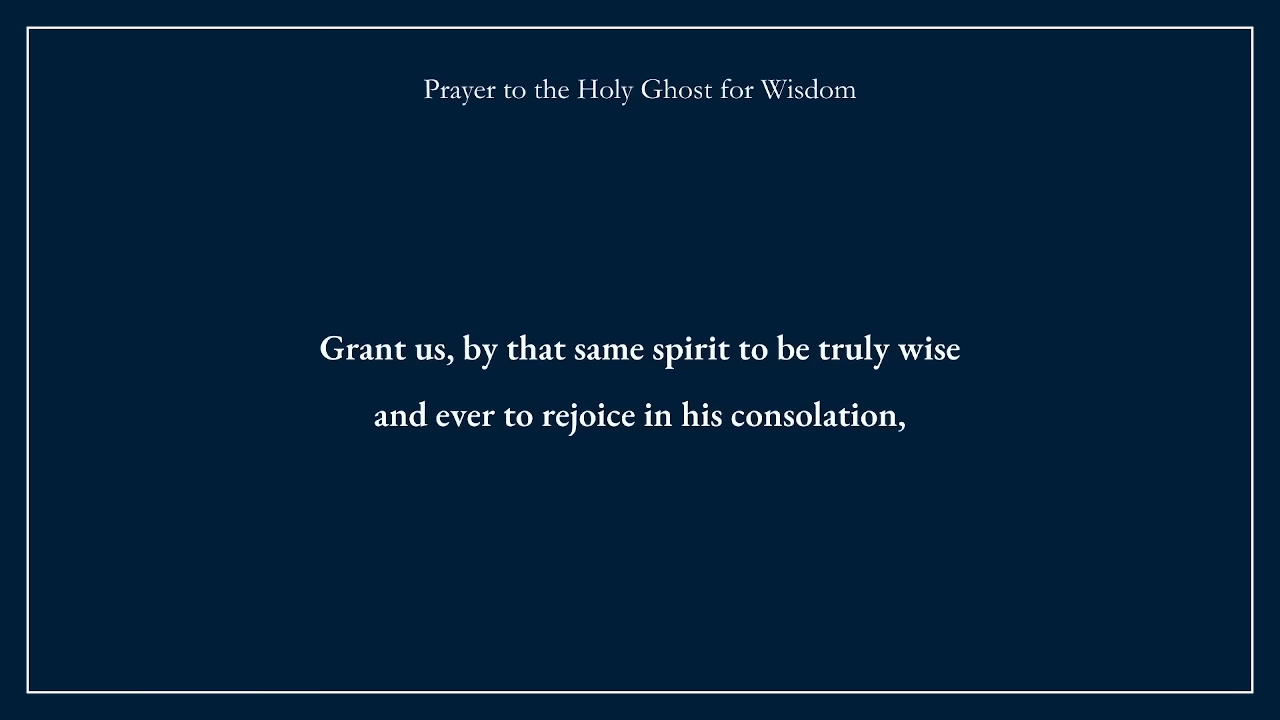 Prayer to the Holy Ghost for Wisdom
Grant us, by that same spirit to be truly wise
and ever to rejoice in his consolation,